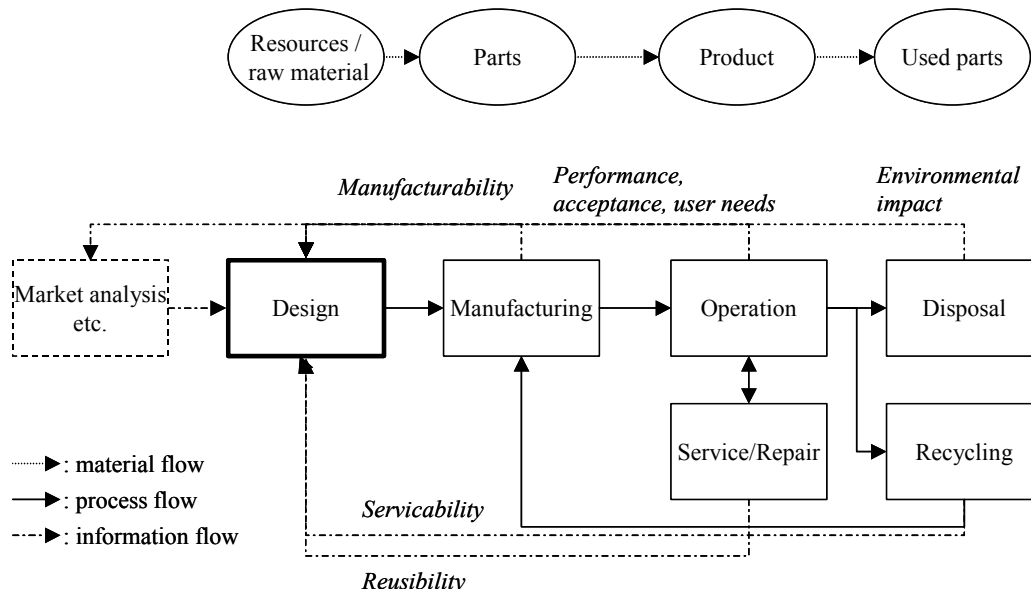 Resources /
raw material
Parts
Product
Used parts
Manufacturability
Performance,
acceptance, user needs
Environmental
impact
Market analysis
etc.
Design
Manufacturing
Operation
Disposal
Service/Repair
Recycling
: material flow
: process flow
: information flow
Servicability
Reusibility